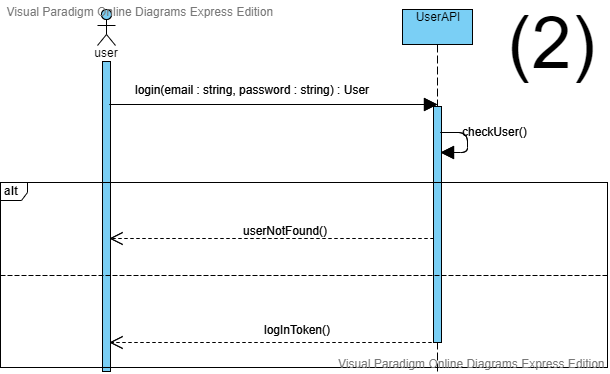 Visual Paradigm Online Diagrams Express Edition
UserAPI
(2)
user
login(email : string, password : string) : User
checkUser()
alt
userNotFound()
logInToken()
Visual Paradigm Online Diagrams Express Edition